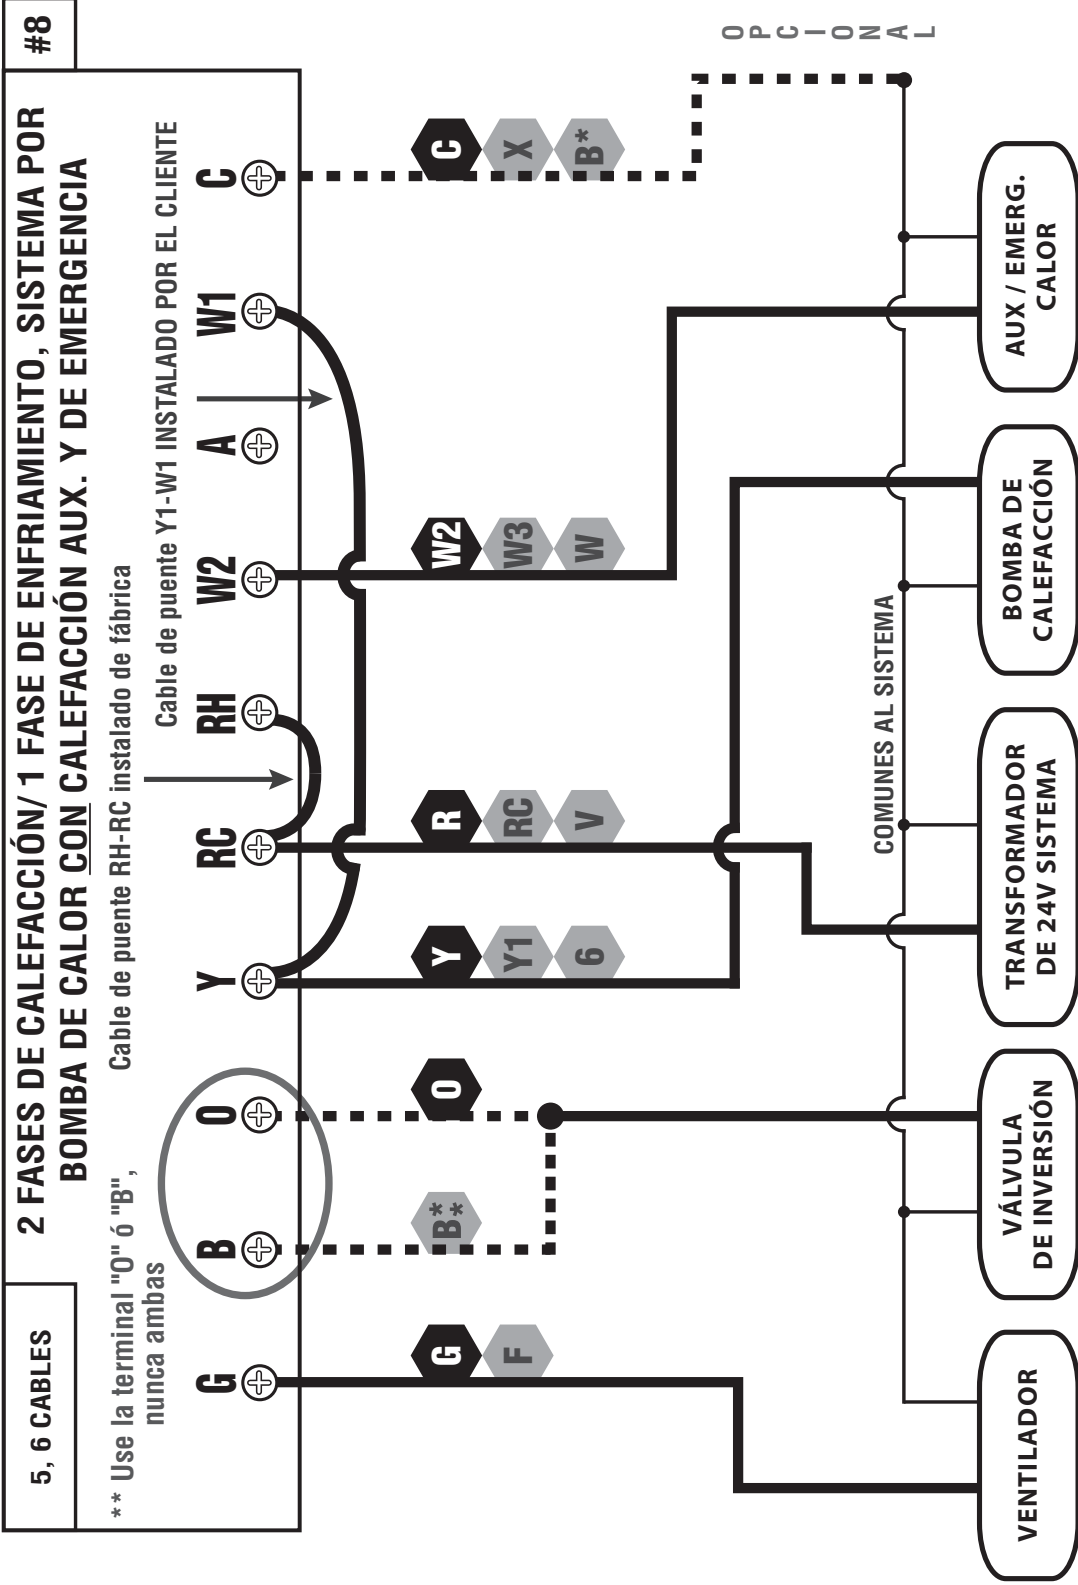 5, 6 CABLES
2 FASES DE CALEFACCIÓN/ 1 FASE DE ENFRIAMIENTO, SISTEMA POR
BOMBA DE CALOR CON CALEFACCIÓN AUX. Y DE EMERGENCIA
#8
** Use la terminal "O" ó "B",
nunca ambas
Cable de puente RH-RC instalado de fábrica
Cable de puente Y1-W1 INSTALADO POR EL CLIENTE
G
B
O
Y
RC
RH
W2
A
W1
C
G
F
B**
O
Y
Y1
6
R
RC
V
W2
W3
W
C
X
B*
OPCIONAL
COMUNES AL SISTEMA
VENTILADOR
VÁLVULA
DE INVERSIÓN
TRANSFORMADOR
DE 24V SISTEMA
BOMBA DE
CALEFACCIÓN
AUX / EMERG.
CALOR